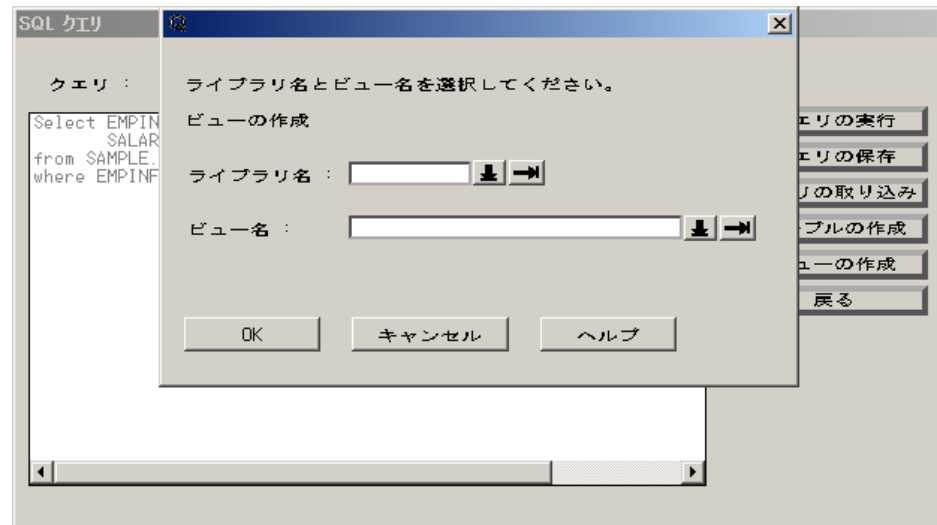 SQL クエリ
クエリ :
Select EMPIN
SALAR
from SAMPLE.
where EMPINF
ライブラリ名とビュー名を選択してください。
ビューの作成
ライブラリ名 :
ビュー名 :
OK
キャンセル
ヘルプ
エリの実行
エリの保存
リの取り込み
ブルの作成
ューの作成
戻る